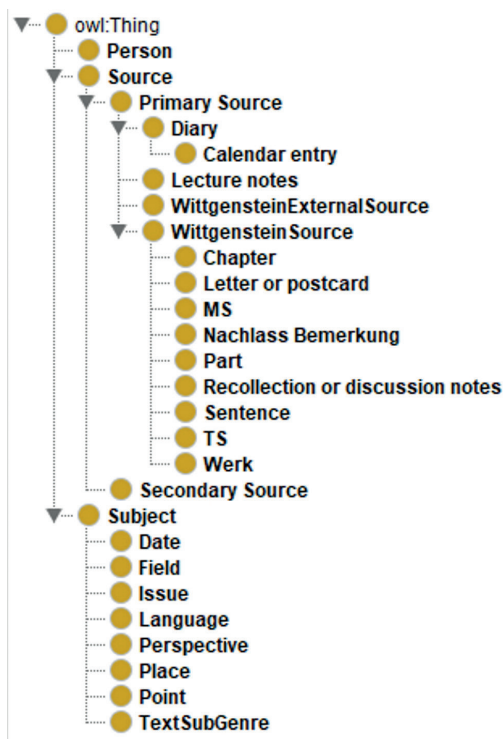 owl:Thing
Person
Source
Primary Source
Diary
Calendar entry
Lecture notes
WittgensteinExternalSource
WittgensteinSource
Chapter
Letter or postcard
MS
Nachlass Bemerkung
Part
Recollection or discussion notes
Sentence
TS
Werk
Secondary Source
Subject
Date
Field
Issue
Language
Perspective
Place
Point
TextSubGenre